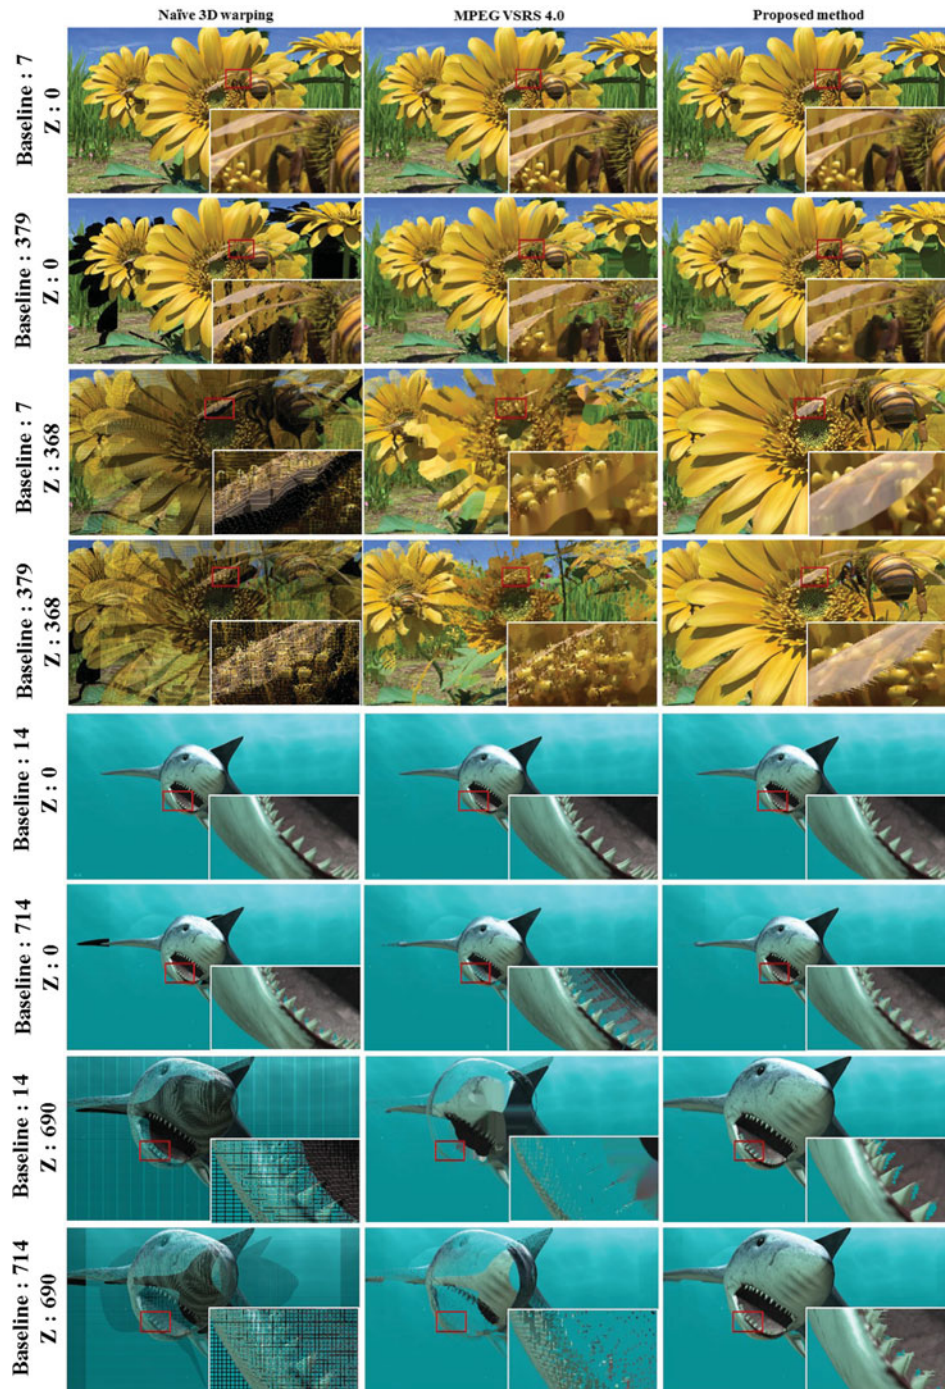 Naïve 3D warping
MPEG VSRS 4.0
Proposed method
Baseline : 7
Z : 0
Baseline : 379
Z : 0
Baseline : 7
Z : 368
Baseline : 379
Z : 368
Baseline : 14
Z : 0
Baseline : 714
Z : 0
Baseline : 14
Z : 690
Baseline : 714
Z : 690